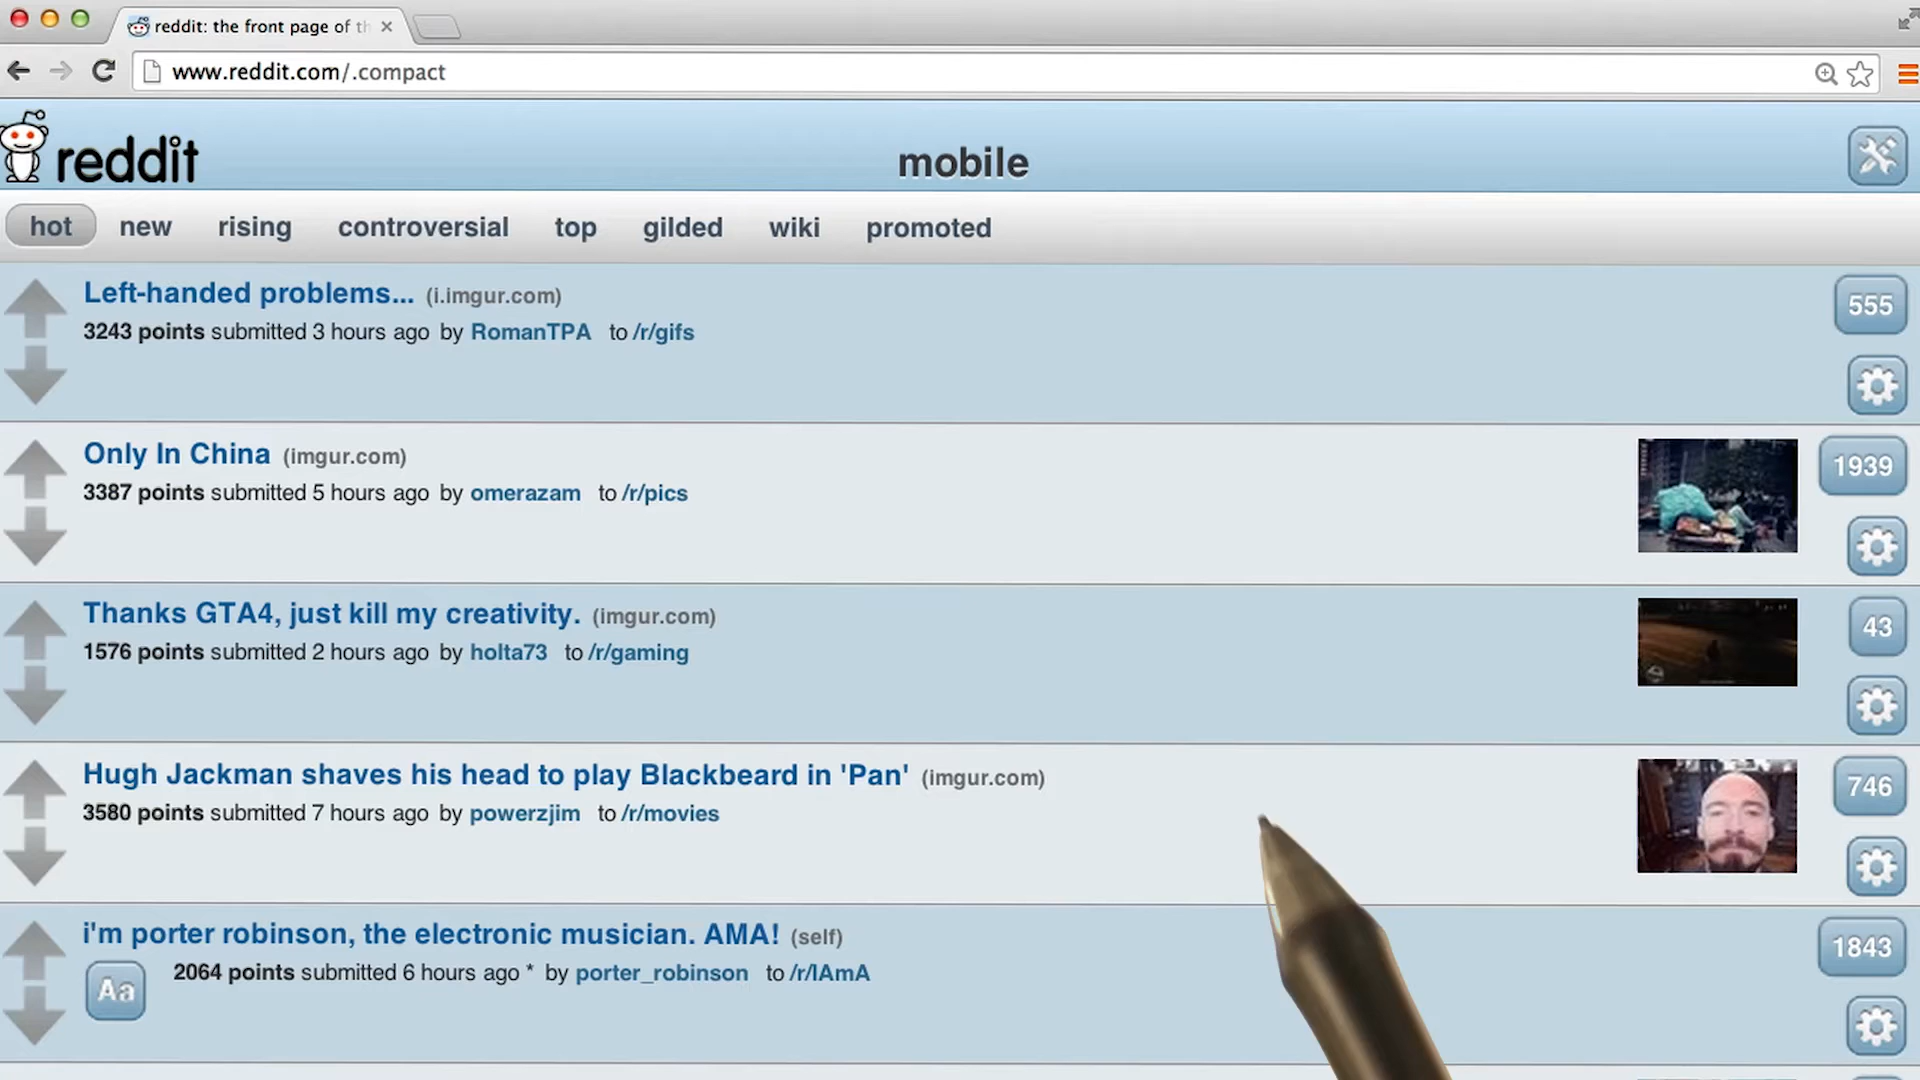 reddit: the front page of th
www.reddit.com/.compact
reddit
mobile
hot new rising controversial top gilded wiki promoted
Left-handed problems... (i.imgur.com)
555
3243 points submitted 3 hours ago by RomanTPA to /r/gifs
Only In China (imgur.com)
1939
3387 points submitted 5 hours ago by omerazam to /r/pics
Thanks GTA4, just kill my creativity. (imgur.com)
43
1576 points submitted 2 hours ago by holta73 to /r/gaming
Hugh Jackman shaves his head to play Blackbeard in 'Pan' (imgur.com)
746
3580 points submitted 7 hours ago by powerzjim to /r/movies
i'm porter robinson, the electronic musician. AMA! (self)
1843
Aa 2064 points submitted 6 hours ago * by porter_robinson to /r/IAmA